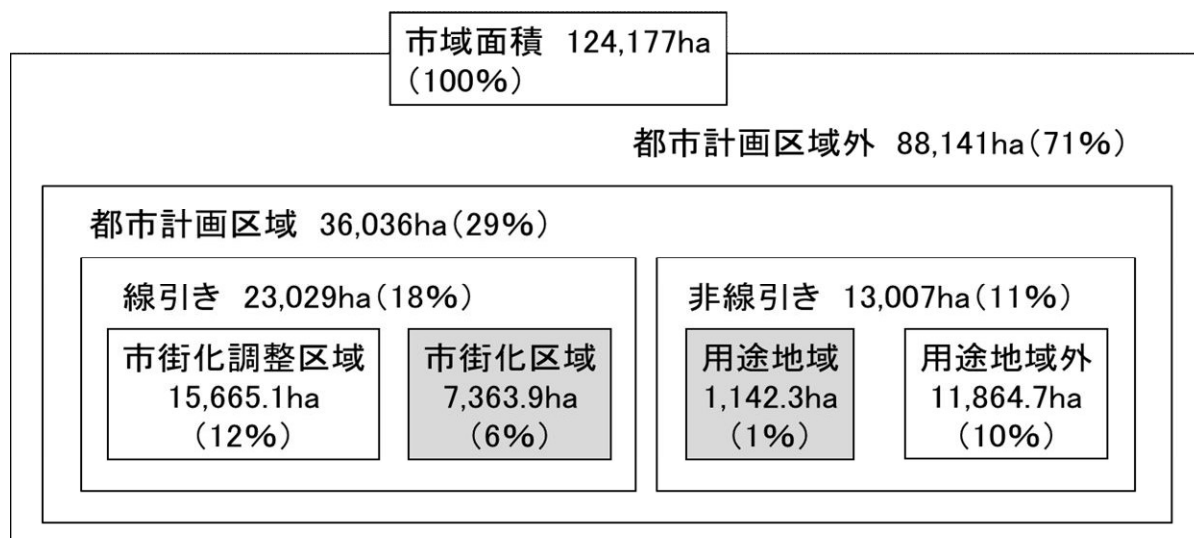 市域面積 124,177ha
(100%)
都市計画区域外 88,141ha(71%)
都市計画区域 36,036ha(29%)
線引き 23,029ha(18%)
市街化調整区域
15,665.1ha
(12%)
市街化区域
7,363.9ha
(6%)
非線引き 13,007ha(11%)
用途地域
1,142.3ha
(1%)
用途地域外
11,864.7ha
(10%)